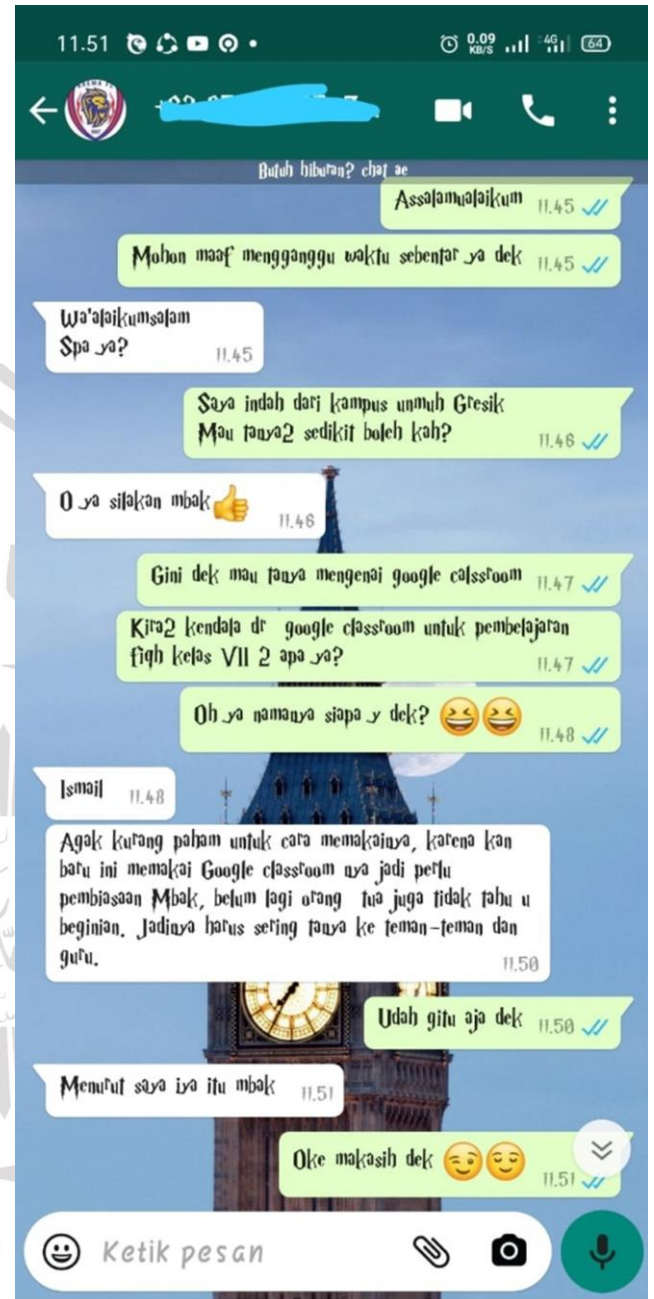 11.51
0.09
KB/S
4G
64
Butuh hiburan? chat ae
Assalamualaikum 11.45
Mohon maaf mengganggu waktu sebentar ya dek 11.45
Wa'alaikumsalam
Spa ya? 11.45
Saya indah dari kampus unmuh Gresik
Mau tanya2 sedikit boleh kah? 11.46
O ya silakan mbak👍 11.46
Gini dek mau tanya mengenai google calssroom 11.47
Kira2 kendala dr google classroom untuk pembelajaran
fiqh kelas VII 2 apa ya? 11.47
Oh ya namanya siapa y dek? 😆😆 11.48
Ismail 11.48
Agak kurang paham untuk cara memakainya, karena kan
baru ini memakai Google classroom nya jadi perlu
pembiasaan Mbak, belum lagi orang tua juga tidak tahu u
beginian. Jadinya harus sering tanya ke teman-teman dan
guru. 11.50
Udah gitu aja dek 11.50
Menurut saya iya itu mbak 11.51
Oke makasih dek 😉😌 11.51
Ketik pesan